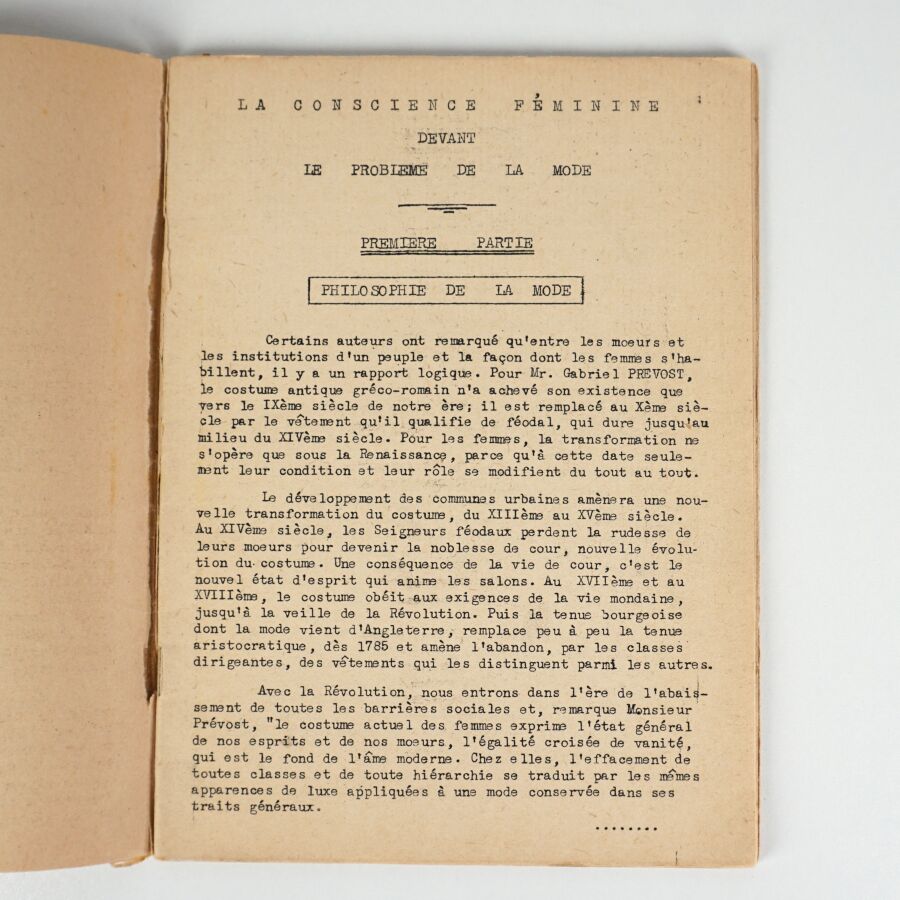 LA CONSCIENCE FÉMININE
DEVANT
LE PROBLEME DE LA MODE
PREMIERE PARTIE
PHILOSOPHIE DE LA MODE
Certains auteurs ont remarqué qu'entre les moeurs et
les institutions d'un peuple et la façon dont les femmes s'ha-
billent, il y a un rapport logique. Pour Mr. Gabriel PREVOST,
le costume antique gréco-romain n'a achevé son existence que
vers le IXème siècle de notre ère; il est remplacé au Xème siè-
cle par le vêtement qu'il qualifie de féodal, qui dure jusqu'au
milieu du XIVème siècle. Pour les femmes, la transformation ne
s'opère que sous la Renaissance, parce qu'à cette date seule-
ment leur condition et leur rôle se modifient du tout au tout.
Le développement des communes urbaines amènera une nou-
velle transformation du costume, du XIIIème au XVème siècle.
Au XIVème siècle, les Seigneurs féodaux perdent la rudesse de
leurs moeurs pour devenir la noblesse de cour, nouvelle évolu-
tion du costume. Une conséquence de la vie de cour, c'est le
nouvel état d'esprit qui anime les salons. Au XVIIème et au
XVIIIème, le costume obéit aux exigences de la vie mondaine,
jusqu'à la veille de la Révolution. Puis la tenue bourgeoise
dont la mode vient d'Angleterre, remplace peu à peu la tenue
aristocratique, dès 1785 et amène l'abandon, par les classes
dirigeantes, des vêtements qui les distinguent parmi les autres.
Avec la Révolution, nous entrons dans l'ère de l'abais-
sement de toutes les barrières sociales et, remarque Monsieur
Prévost, "le costume actuel des femmes exprime l'état général
de nos esprits et de nos moeurs, l'égalité croisée de vanité,
qui est le fond de l'âme moderne. Chez elles, l'effacement de
toutes classes et de toute hiérarchie se traduit par les mêmes
apparences de luxe appliquées à une mode conservée dans ses
traits généraux.
........